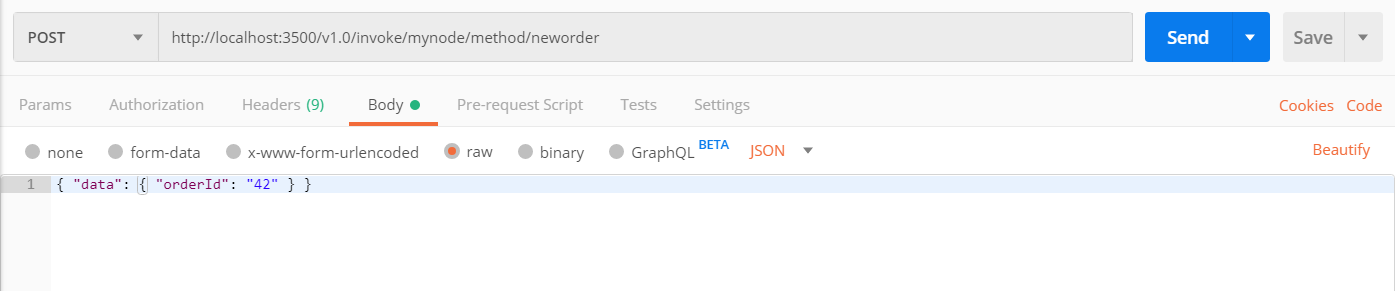 POST http://localhost:3500/v1.0/invoke/mynode/method/neworder Send Save
Params Authorization Headers (9) Body Pre-request Script Tests Settings Cookies Code
none form-data x-www-form-urlencoded raw binary GraphQL BETA JSON Beautify
1 { "data": { "orderId": "42" } }